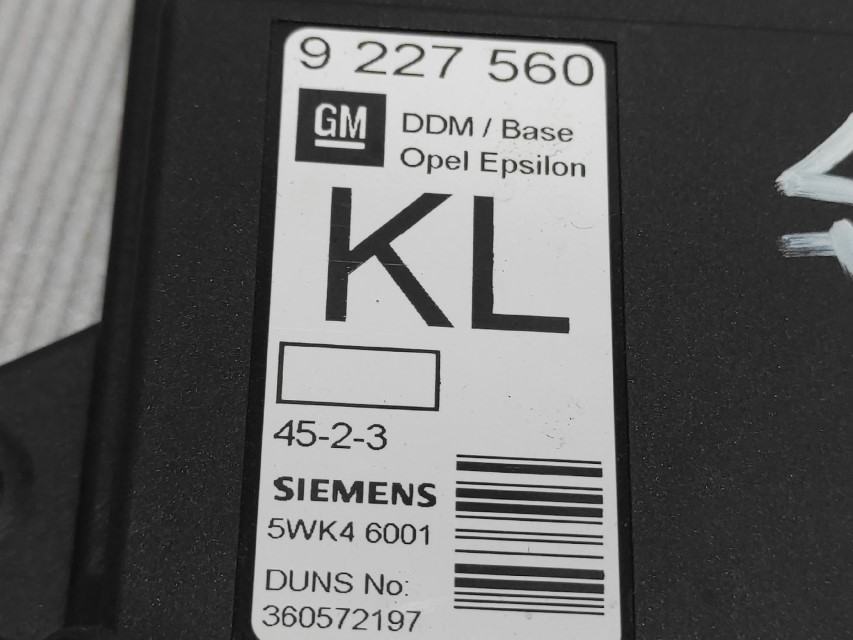 9 227 560
GM
DDM / Base
Opel Epsilon
KL
45-2-3
SIEMENS
5WK4 6001
DUNS No:
360572197